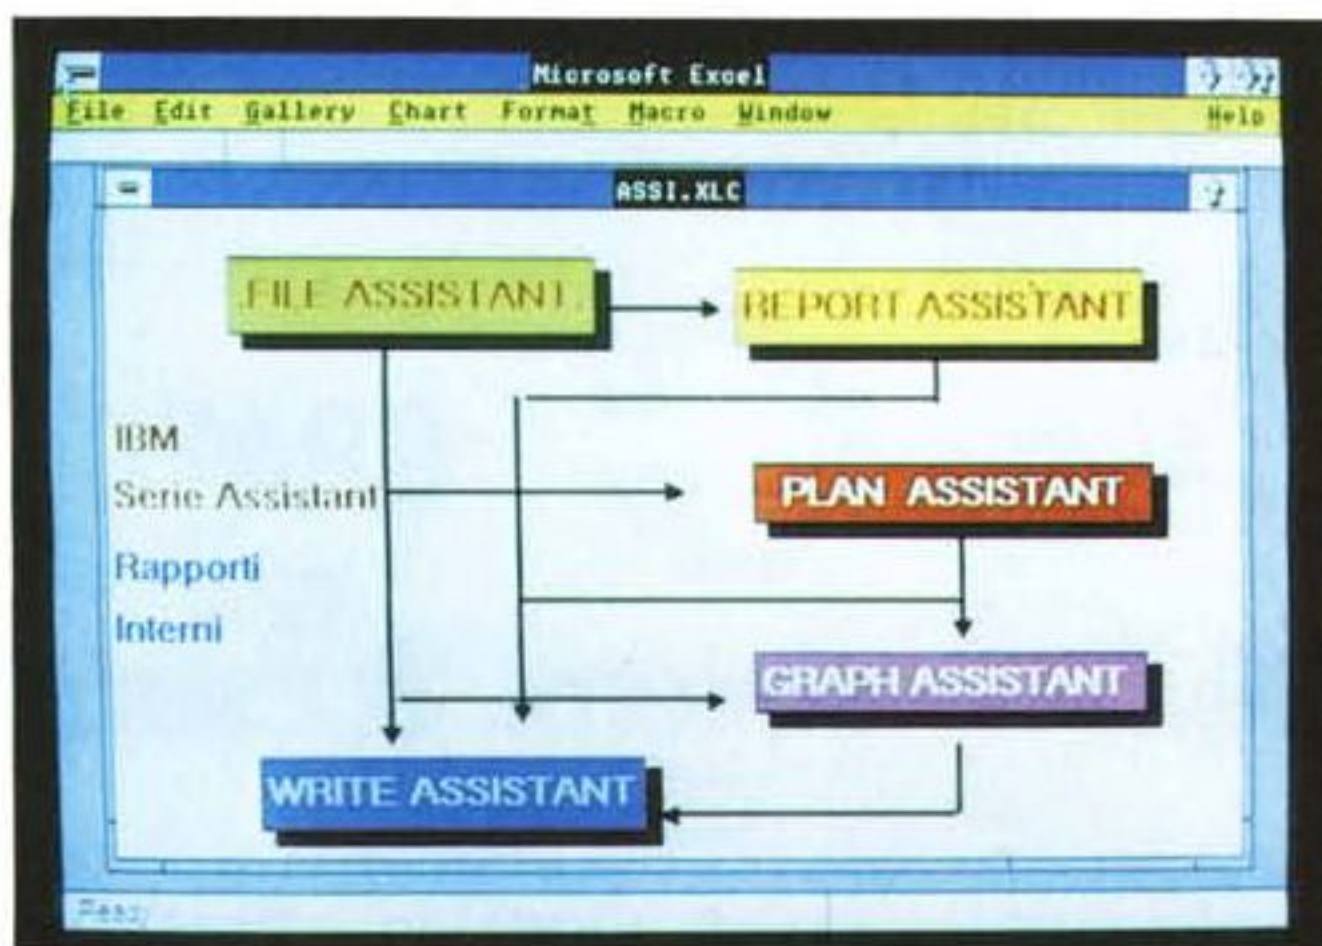 Microsoft Excel
File Edit Gallery Chart Format Macro Window Help
ASSI.XLC
FILE ASSISTANT
REPORT ASSISTANT
IBM
Serie Assistant
PLAN ASSISTANT
Rapporti
Interni
GRAPH ASSISTANT
WRITE ASSISTANT
Ready